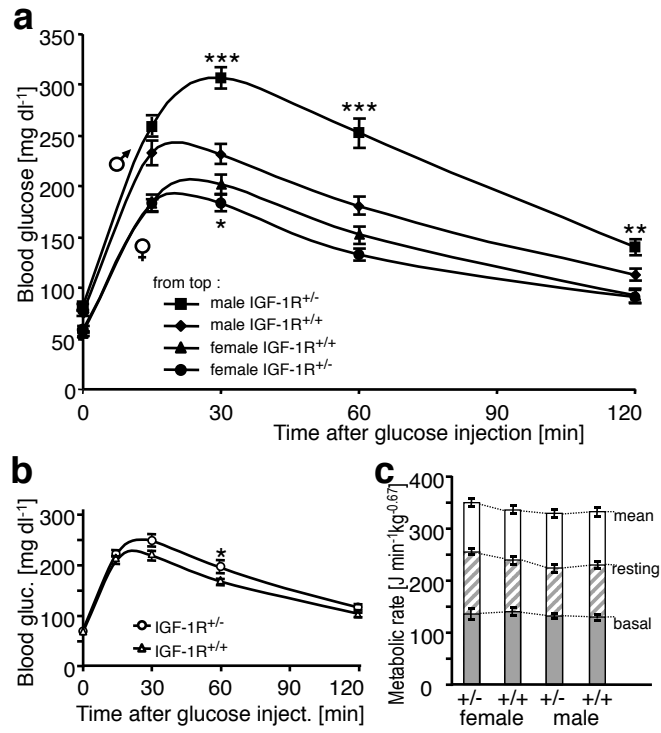 a
***
***
**
*
♂
♀
Blood glucose [mg dl-1]
350
300
250
200
150
100
50
0
from top :
male IGF-1R+/-
male IGF-1R+/+
female IGF-1R+/+
female IGF-1R+/-
0 30 60 90 120
Time after glucose injection [min]
b
Blood gluc. [mg dl-1]
300
200
100
0
*
IGF-1R+/-
IGF-1R+/+
0 30 60 90 120
Time after glucose inject. [min]
c
Metabolic rate [J min-1kg-0.67]
400
300
200
100
0
mean
resting
basal
+/- +/+ +/- +/+
female male